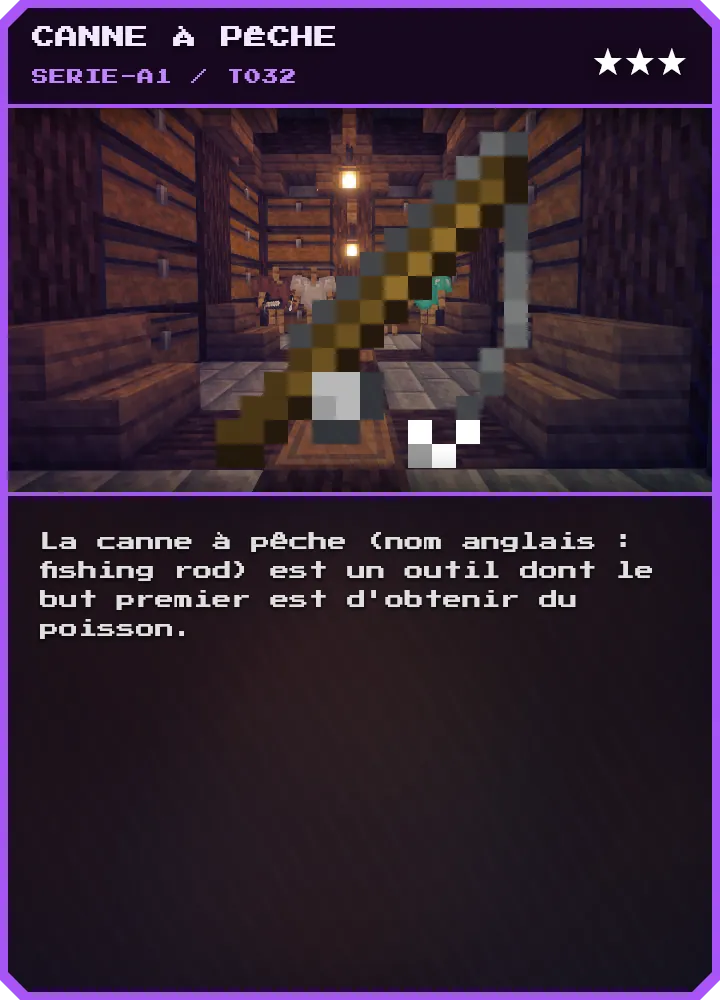 CANNE À PÊCHE
SERIE-A1 / T032
★★★
La canne à pêche (nom anglais :
fishing rod) est un outil dont le
but premier est d'obtenir du
poisson.